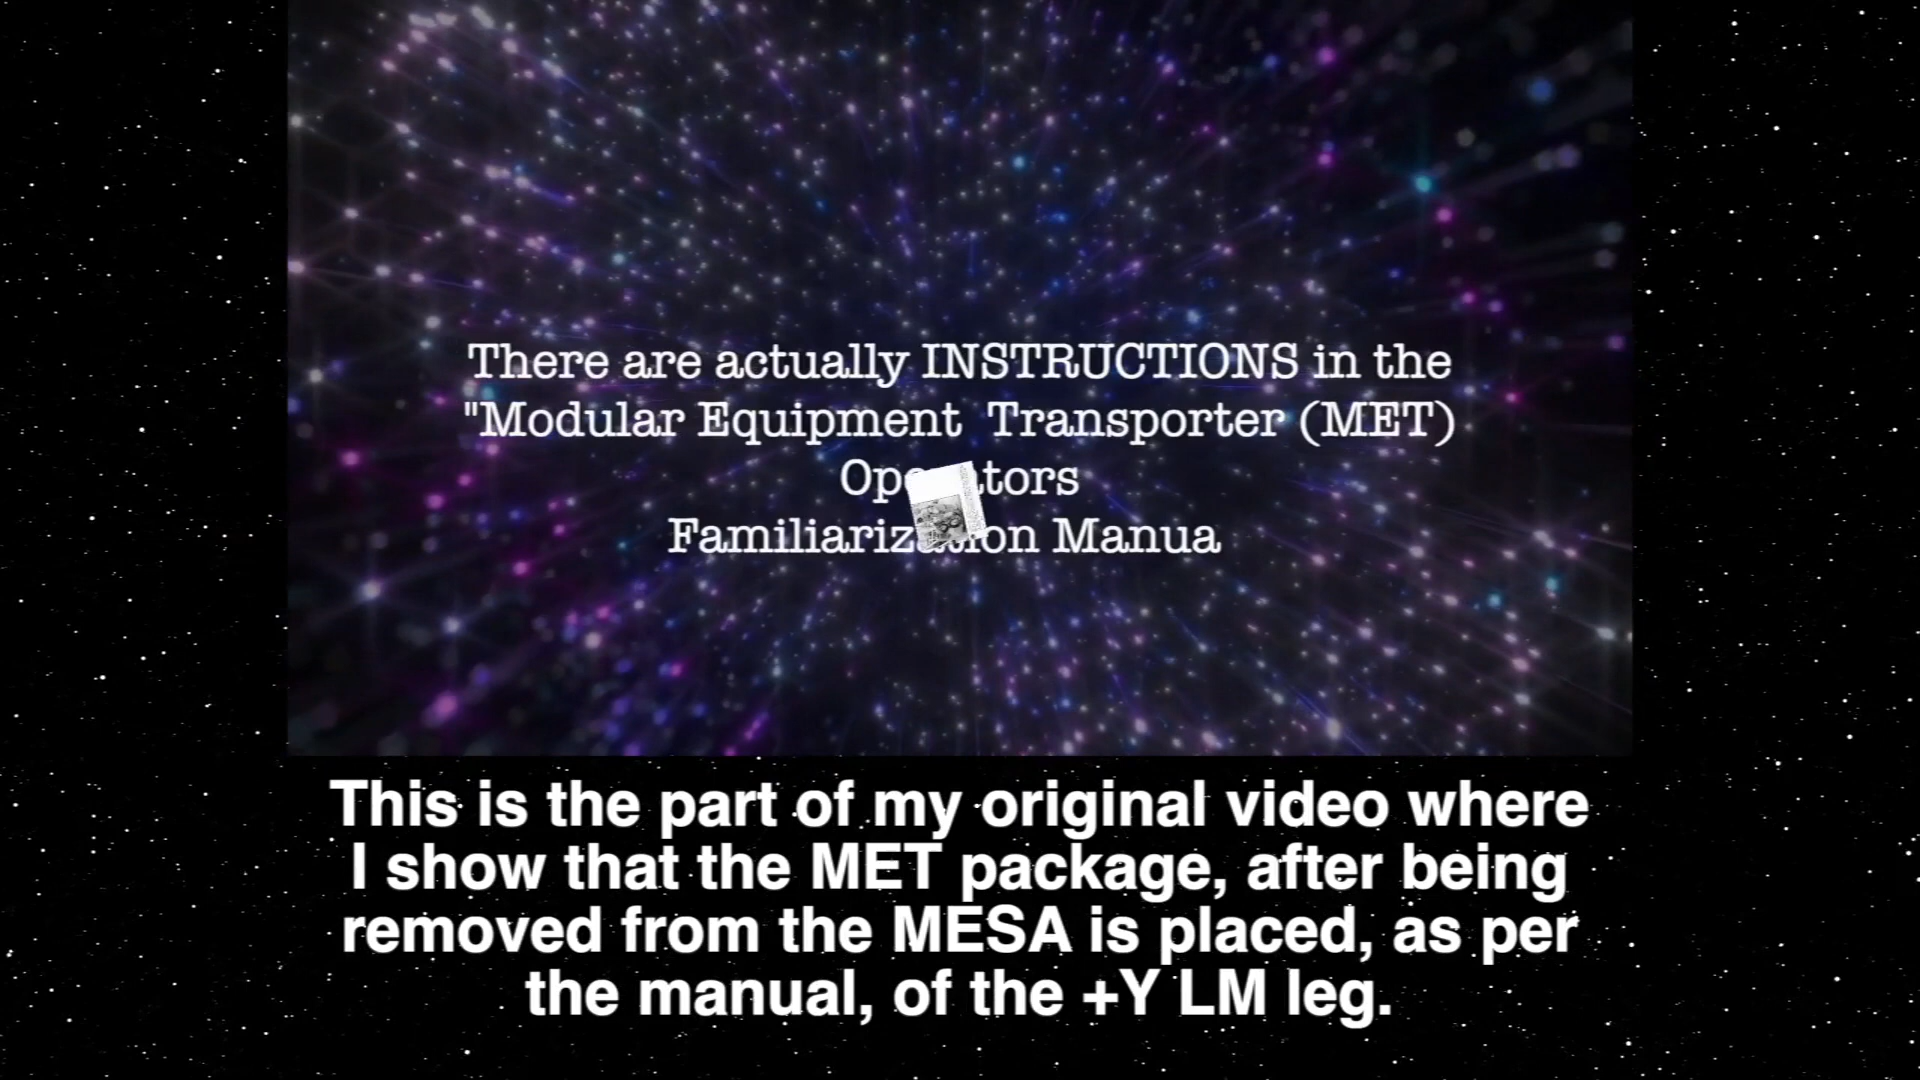 There are actually INSTRUCTIONS in the
"Modular Equipment Transporter (MET)
Manua
This is the part of my original video where
I show that the MET package, after being
removed from the MESA is placed, as per
the manual, of the +Y LM leg.